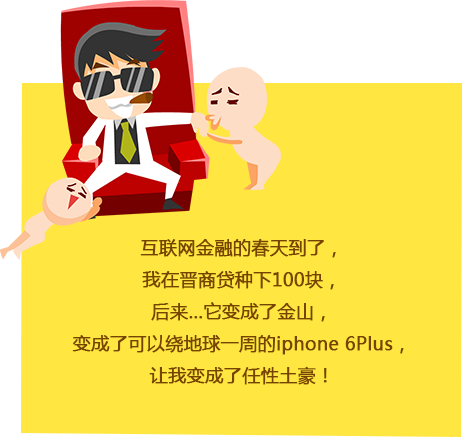 互联网金融的春天到了，
我在晋商贷种下100块，
后来...它变成了金山，
变成了可以绕地球一周的iphone 6Plus，
让我变成了任性土豪！